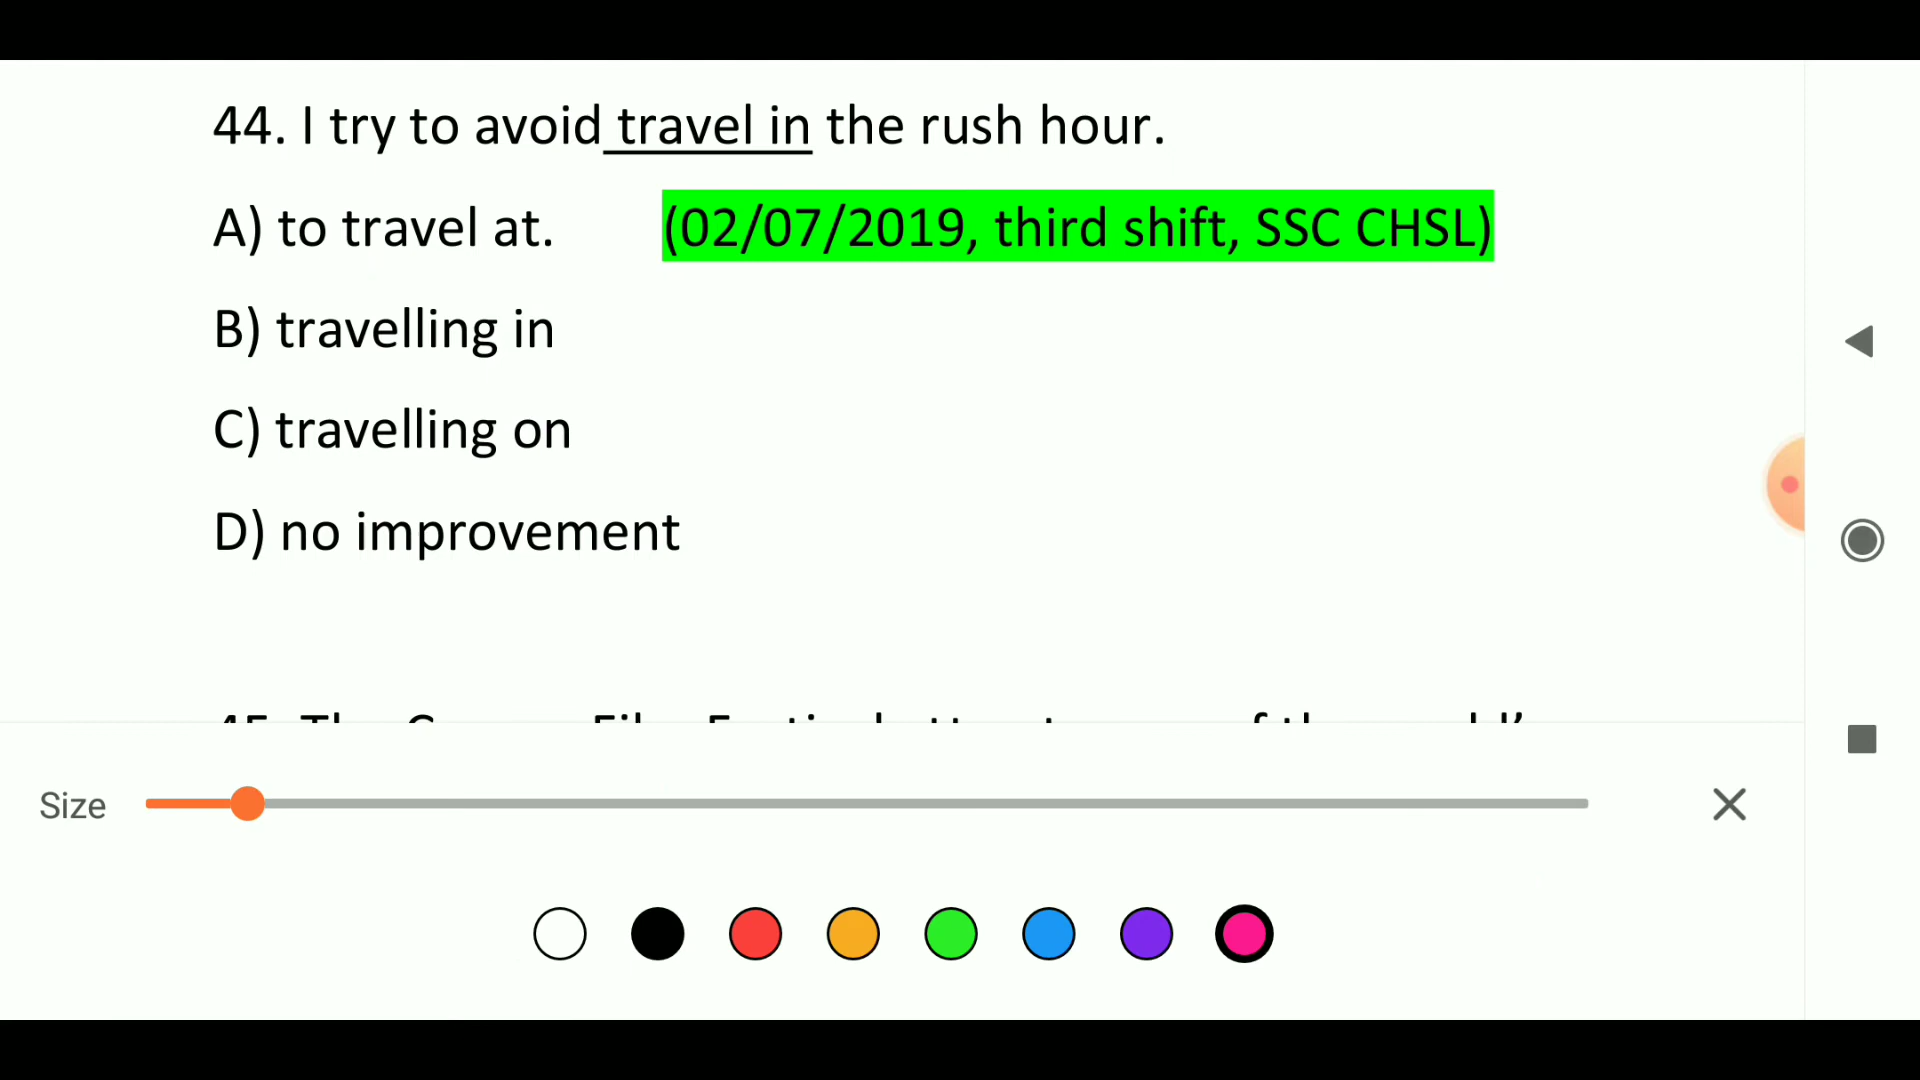 44. I try to avoid travel in the rush hour.
A) to travel at. (02/07/2019, third shift, SSC CHSL)
B) travelling in
C) travelling on
D) no improvement
Size